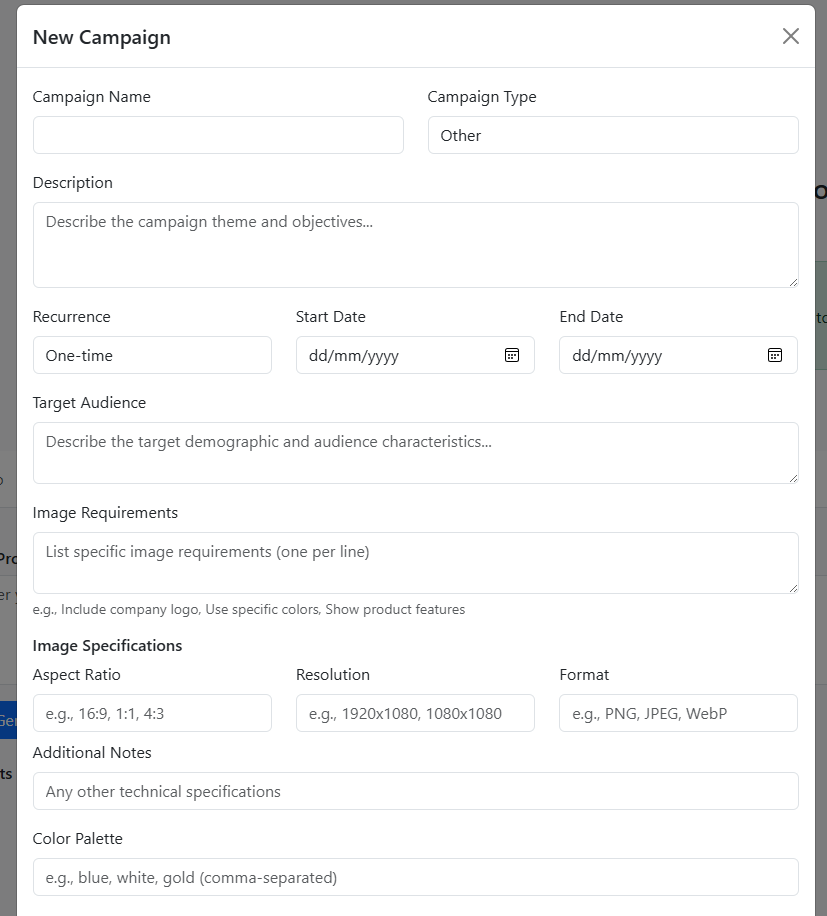 New Campaign
Campaign Name Campaign Type
Other
Description
Describe the campaign theme and objectives...
Recurrence Start Date End Date
One-time dd/mm/yyyy dd/mm/yyyy
Target Audience
Describe the target demographic and audience characteristics...
Image Requirements
List specific image requirements (one per line)
e.g., Include company logo, Use specific colors, Show product features
Image Specifications
Aspect Ratio Resolution Format
e.g., 16:9, 1:1, 4:3 e.g., 1920x1080, 1080x1080 e.g., PNG, JPEG, WebP
Additional Notes
Any other technical specifications
Color Palette
e.g., blue, white, gold (comma-separated)